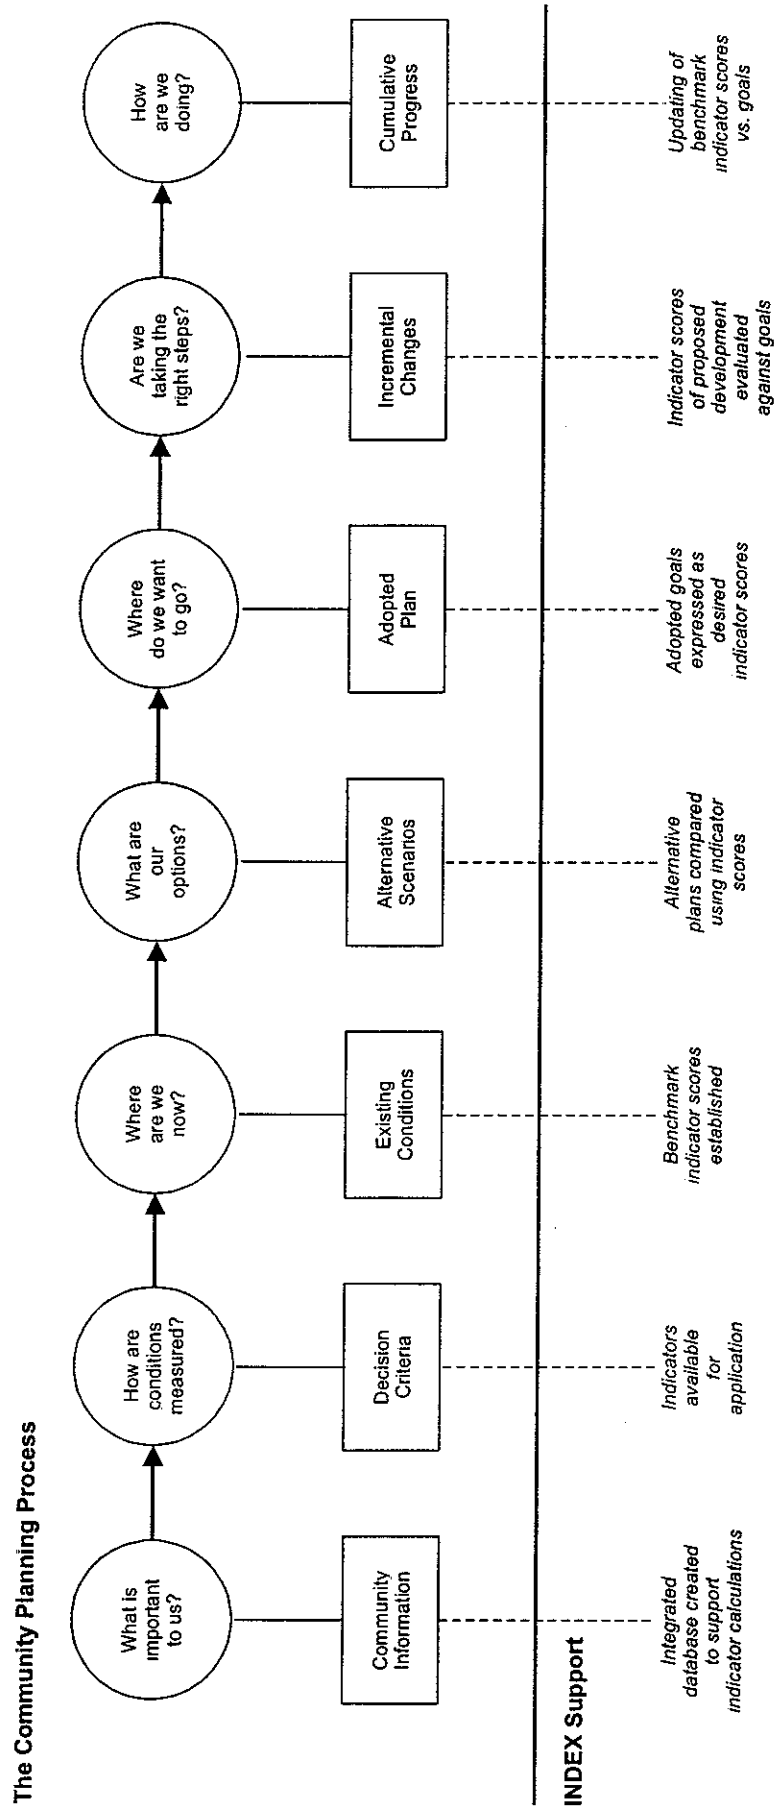 The Community Planning Process
What is
important
to us?
How are
conditions
measured?
Where
are we
now?
What are
our
options?
Where
do we want
to go?
Are we
taking the
right steps?
How
are we
doing?
Community
Information
Decision
Criteria
Existing
Conditions
Alternative
Scenarios
Adopted
Plan
Incremental
Changes
Cumulative
Progress
INDEX Support
Integrated
database created
to support
indicator calculations
Indicators
available
for
application
Benchmark
indicator scores
established
Alternative
plans compared
using indicator
scores
Adopted goals
expressed as
desired
indicator scores
Indicator scores
of proposed
development
evaluated
against goals
Updating of
benchmark
indicator scores
vs. goals